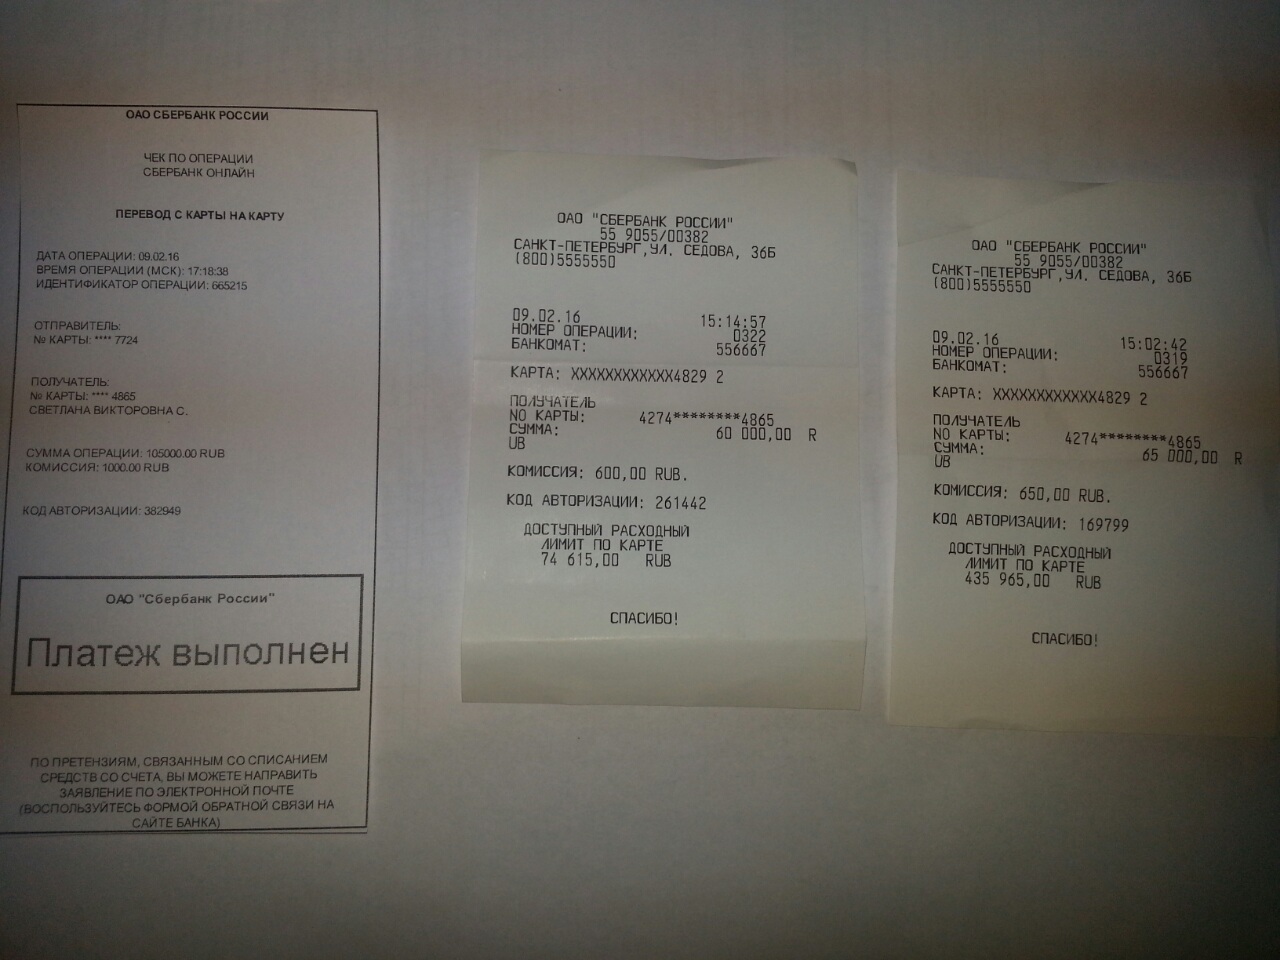 ОАО СБЕРБАНК РОССИИ
ЧЕК ПО ОПЕРАЦИИ
СБЕРБАНК ОНЛАЙН
ПЕРЕВОД С КАРТЫ НА КАРТУ
ДАТА ОПЕРАЦИИ: 09.02.16
ВРЕМЯ ОПЕРАЦИИ (МСК): 17:18:38
ИДЕНТИФИКАТОР ОПЕРАЦИИ: 665215
ОТПРАВИТЕЛЬ:
№ КАРТЫ: **** 7724
ПОЛУЧАТЕЛЬ:
№ КАРТЫ: **** 4865
СВЕТЛАНА ВИКТОРОВНА С.
СУММА ОПЕРАЦИИ: 105000.00 RUB
КОМИССИЯ: 1000.00 RUB
КОД АВТОРИЗАЦИИ: 382949
ОАО "Сбербанк России"
Платеж выполнен
ПО ПРЕТЕНЗИЯМ, СВЯЗАННЫМ СО СПИСАНИЕМ
СРЕДСТВ СО СЧЕТА, ВЫ МОЖЕТЕ НАПРАВИТЬ
ЗАЯВЛЕНИЕ ПО ЭЛЕКТРОННОЙ ПОЧТЕ
(ВОСПОЛЬЗУЙТЕСЬ ФОРМОЙ ОБРАТНОЙ СВЯЗИ НА
САЙТЕ БАНКА)
ОАО "СБЕРБАНК РОССИИ"
55 9055/00382
САНКТ-ПЕТЕРБУРГ,УЛ. СЕДОВА, 36Б
(800)5555550
09.02.16 15:14:57
НОМЕР ОПЕРАЦИИ: 0322
БАНКОМАТ: 556667
КАРТА: XXXXXXXXXXXX4829 2
ПОЛУЧАТЕЛЬ
NO КАРТЫ: 4274********4865
СУММА: 60 000,00 R
UB
КОМИССИЯ: 600,00 RUB.
КОД АВТОРИЗАЦИИ: 261442
ДОСТУПНЫЙ РАСХОДНЫЙ
ЛИМИТ ПО КАРТЕ
74 615,00 RUB
СПАСИБО!
ОАО "СБЕРБАНК РОССИИ"
55 9055/00382
САНКТ-ПЕТЕРБУРГ,УЛ. СЕДОВА, 36Б
(800)5555550
09.02.16 15:02:42
НОМЕР ОПЕРАЦИИ: 0319
БАНКОМАТ: 556667
КАРТА: XXXXXXXXXXXX4829 2
ПОЛУЧАТЕЛЬ
NO КАРТЫ: 4274********4865
СУММА: 65 000,00 R
UB
КОМИССИЯ: 650,00 RUB.
КОД АВТОРИЗАЦИИ: 169799
ДОСТУПНЫЙ РАСХОДНЫЙ
ЛИМИТ ПО КАРТЕ
435 965,00 RUB
СПАСИБО!